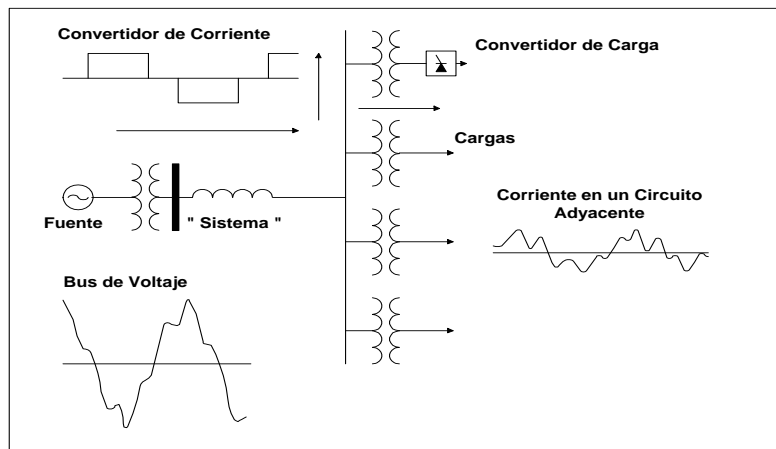 Convertidor de Corriente
Convertidor de Carga
Cargas
Corriente en un Circuito
Adyacente
Fuente
" Sistema "
Bus de Voltaje